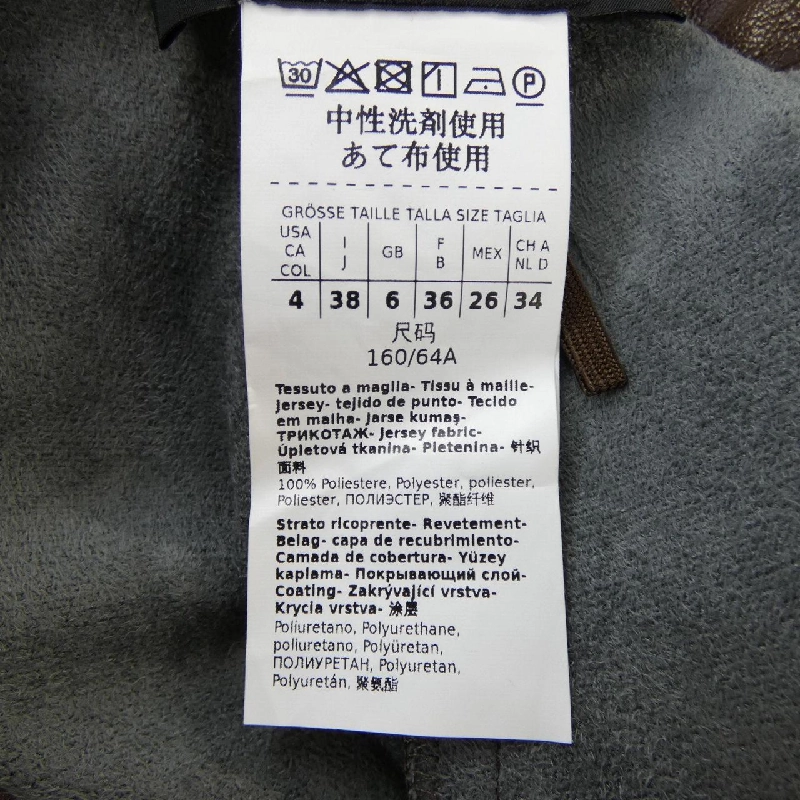 30 P
中性洗剤使用
あて布使用
GRÖSSE TAILLE TALLA SIZE TAGLIA
USA CA COL I J GB F B MEX CH A NL D
4 38 6 36 26 34
尺码
160/64A
Tessuto a maglia- Tissu à maille-
Jersey- tejido de punto- Tecido
em malha- Jarse kumaş-
ТРИКОТАЖ- Jersey fabric-
Úpletová tkanina- Pletenina- 针织
面料
100% Poliestere, Polyester, poliester,
Poliester, ПОЛИЭСТЕР, 聚酯纤维
Strato ricoprente- Revetement-
Belag- capa de recubrimiento-
Camada de cobertura- Yüzey
kaplama- Покрывающий слой-
Coating- Zakrývající vrstva-
Krycia vrstva- 涂层
Poliuretano, Polyurethane,
poliuretano, Polyüretan,
ПОЛИУРЕТАН, Polyuretan,
Polyuretán, 聚氨酯